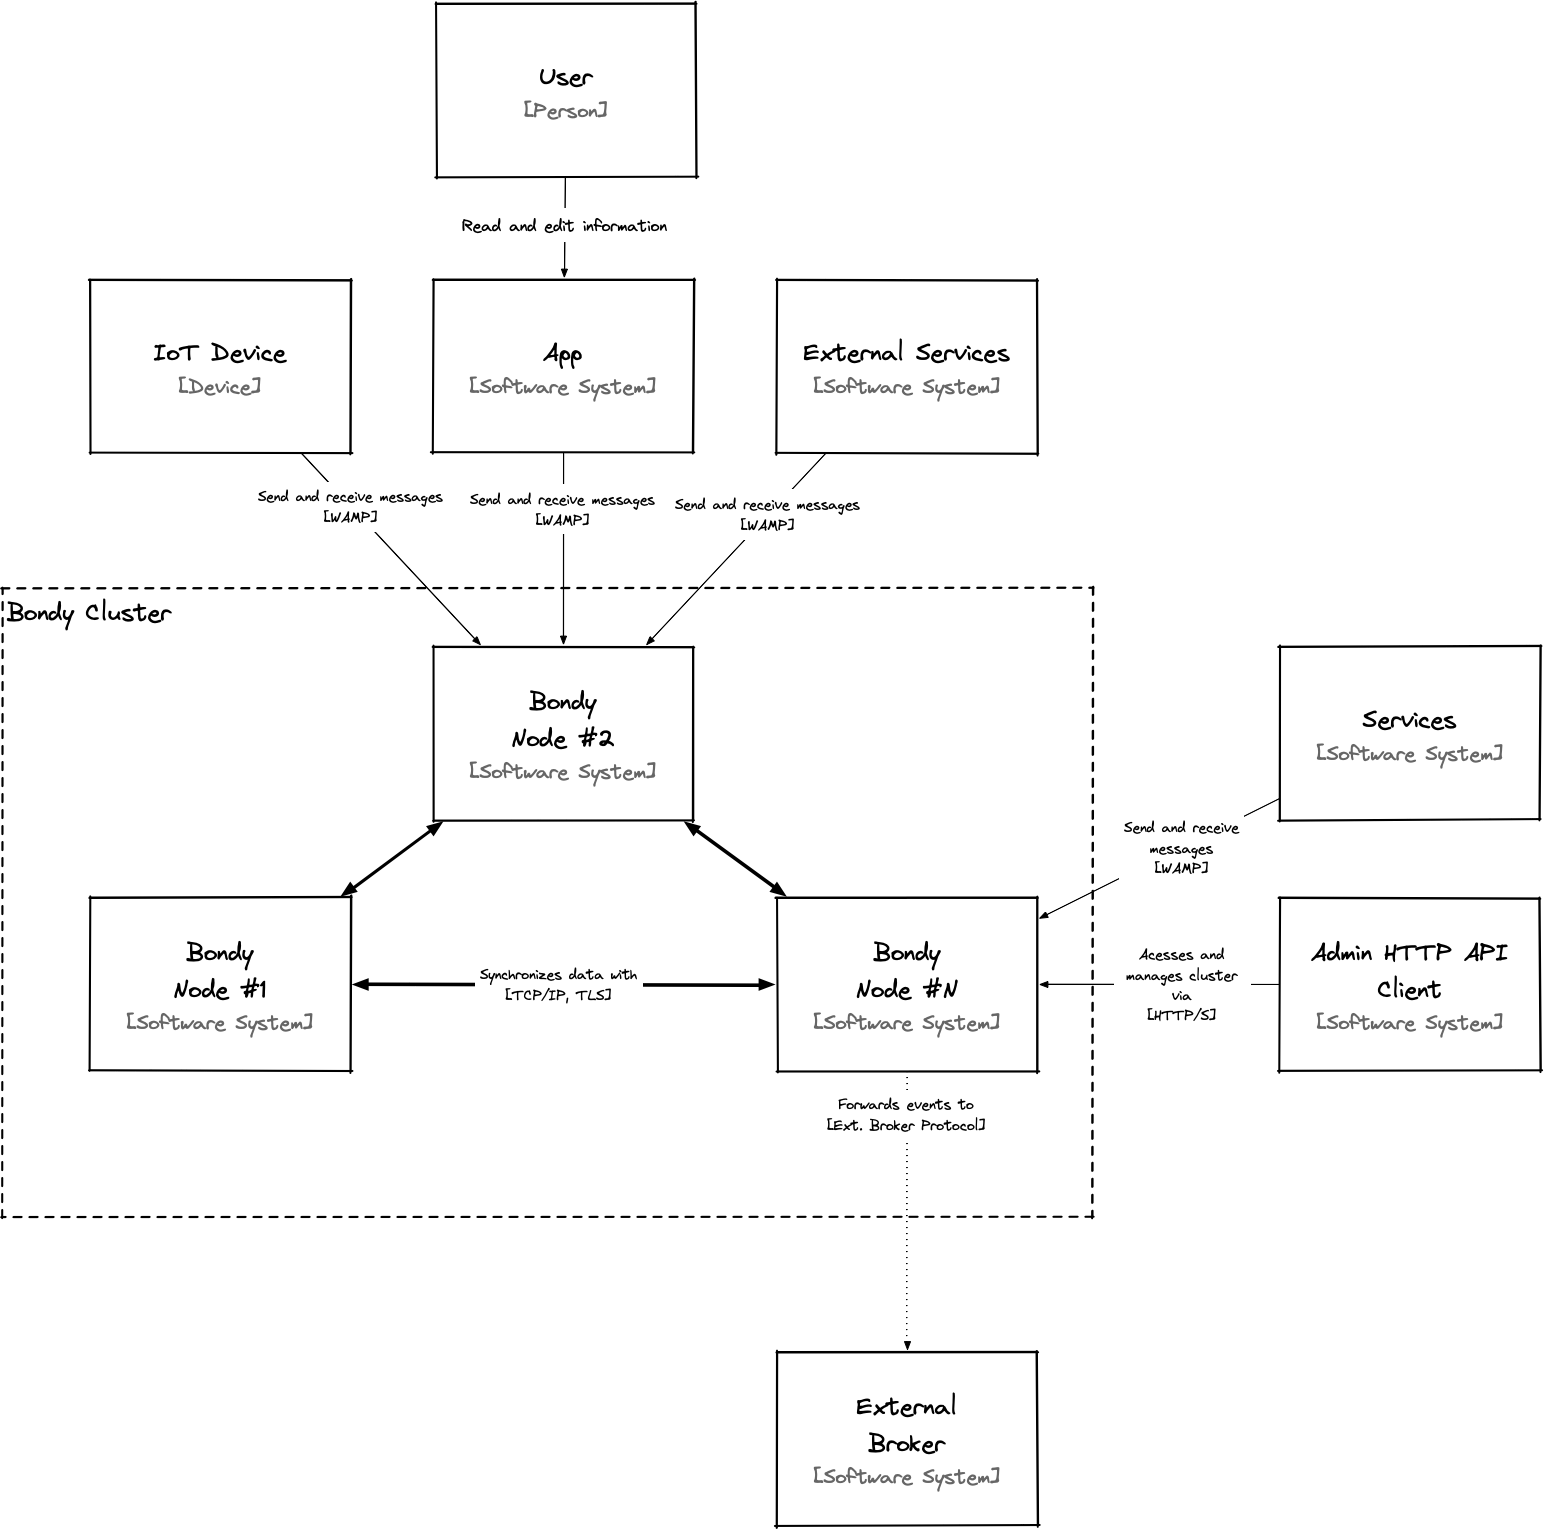 User
[Person]
Read and edit information
IoT Device
[Device]
App
[Software System]
External Services
[Software System]
Send and receive messages
[WAMP]
Send and receive messages
[WAMP]
Send and receive messages
[WAMP]
Bondy Cluster
Bondy
Node #2
[Software System]
Services
[Software System]
Send and receive
messages
[WAMP]
Bondy
Node #1
[Software System]
Synchronizes data with
[TCP/IP, TLS]
Bondy
Node #N
[Software System]
Acesses and
manages cluster
via
[HTTP/S]
Admin HTTP API
Client
[Software System]
Forwards events to
[Ext. Broker Protocol]
External
Broker
[Software System]